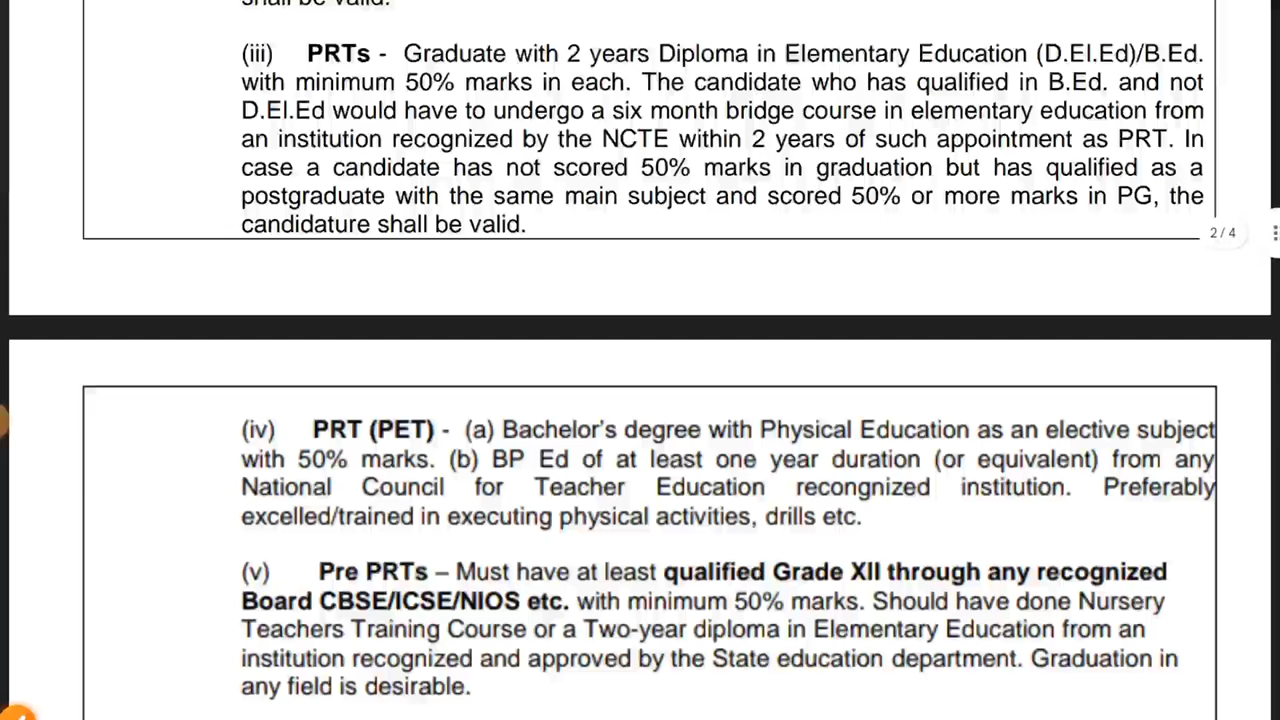 shall be valid.
(iii) PRTs - Graduate with 2 years Diploma in Elementary Education (D.El.Ed)/B.Ed.
with minimum 50% marks in each. The candidate who has qualified in B.Ed. and not
D.El.Ed would have to undergo a six month bridge course in elementary education from
an institution recognized by the NCTE within 2 years of such appointment as PRT. In
case a candidate has not scored 50% marks in graduation but has qualified as a
postgraduate with the same main subject and scored 50% or more marks in PG, the
candidature shall be valid.
2/4
(iv) PRT (PET) - (a) Bachelor's degree with Physical Education as an elective subject
with 50% marks. (b) BP Ed of at least one year duration (or equivalent) from any
National Council for Teacher Education recongnized institution. Preferably
excelled/trained in executing physical activities, drills etc.
(v) Pre PRTs – Must have at least qualified Grade XII through any recognized
Board CBSE/ICSE/NIOS etc. with minimum 50% marks. Should have done Nursery
Teachers Training Course or a Two-year diploma in Elementary Education from an
institution recognized and approved by the State education department. Graduation in
any field is desirable.